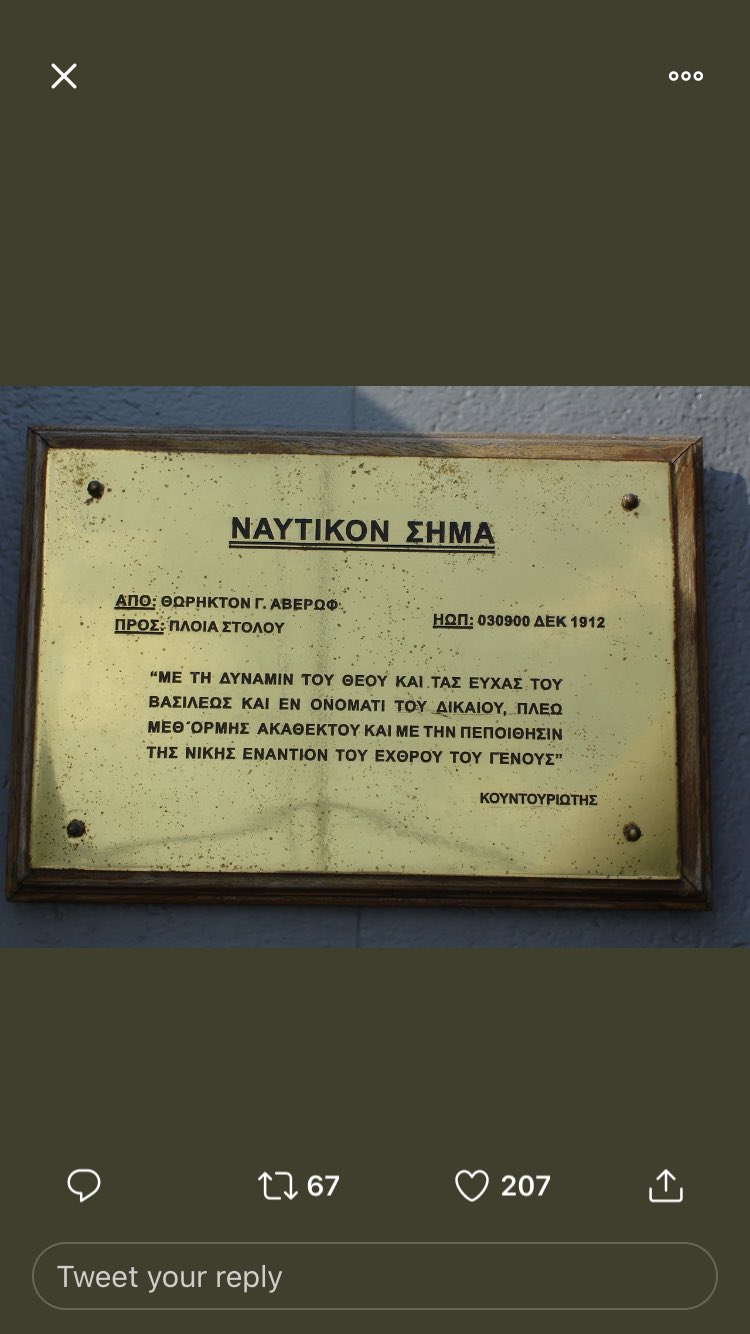 ΝΑΥΤΙΚΟΝ ΣΗΜΑ
ΑΠΟ: ΘΩΡΗΚΤΟΝ Γ. ΑΒΕΡΩΦ
ΠΡΟΣ: ΠΛΟΙΑ ΣΤΟΛΟΥ
ΗΩΠ: 030900 ΔΕΚ 1912
“ΜΕ ΤΗ ΔΥΝΑΜΙΝ ΤΟΥ ΘΕΟΥ ΚΑΙ ΤΑΣ ΕΥΧΑΣ ΤΟΥ
ΒΑΣΙΛΕΩΣ ΚΑΙ ΕΝ ΟΝΟΜΑΤΙ ΤΟΥ ΔΙΚΑΙΟΥ, ΠΛΕΩ
ΜΕΘ΄ΟΡΜΗΣ ΑΚΑΘΕΚΤΟΥ ΚΑΙ ΜΕ ΤΗΝ ΠΕΠΟΙΘΗΣΙΝ
ΤΗΣ ΝΙΚΗΣ ΕΝΑΝΤΙΟΝ ΤΟΥ ΕΧΘΡΟΥ ΤΟΥ ΓΕΝΟΥΣ”
ΚΟΥΝΤΟΥΡΙΩΤΗΣ
67
207
Tweet your reply